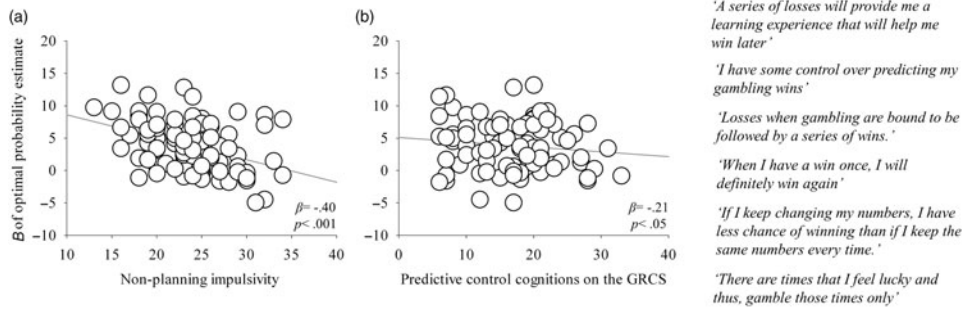 (a)
B of optimal probability estimate
20
15
10
5
0
−5
−10
10
15
20
25
30
35
40
β= -.40
p< .001
Non-planning impulsivity
(b)
20
15
10
5
0
−5
−10
0
10
20
30
40
β= -.21
p< .05
Predictive control cognitions on the GRCS
'A series of losses will provide me a
learning experience that will help me
win later'
'I have some control over predicting my
gambling wins'
'Losses when gambling are bound to be
followed by a series of wins.'
'When I have a win once, I will
definitely win again'
'If I keep changing my numbers, I have
less chance of winning than if I keep the
same numbers every time.'
'There are times that I feel lucky and
thus, gamble those times only'